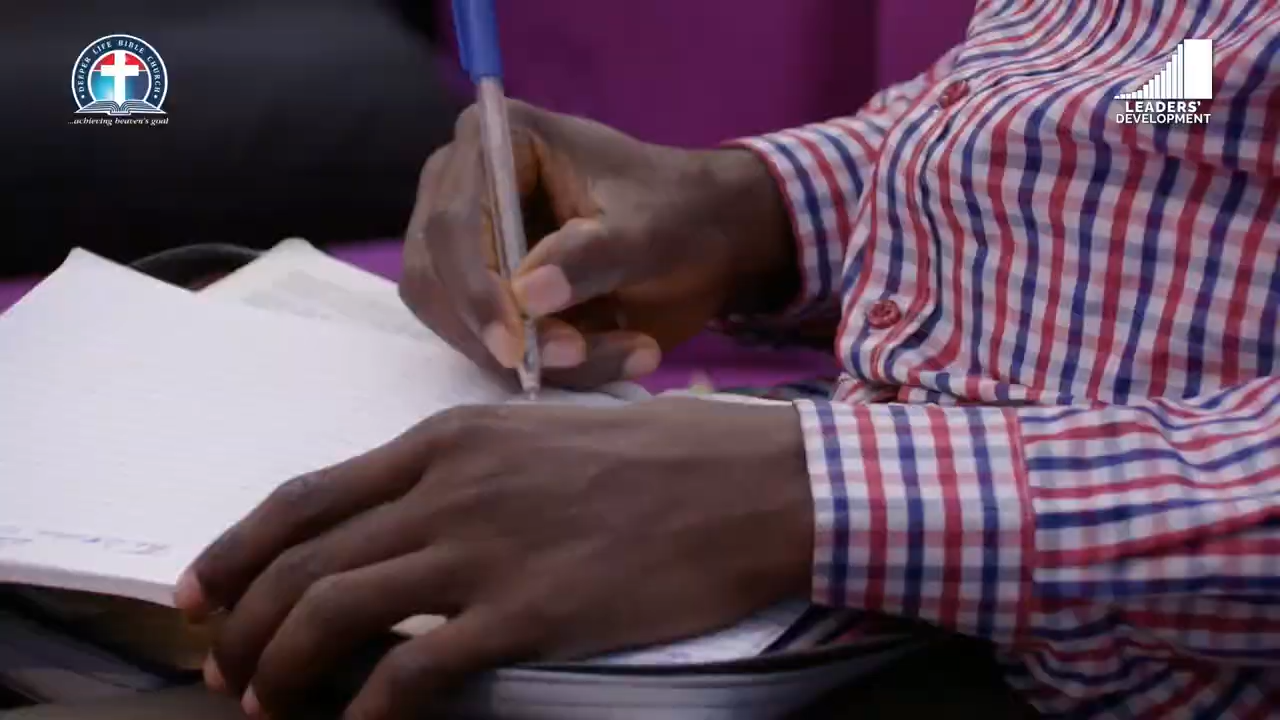 DEEPER LIFE BIBLE CHURCH
...achieving heaven's goal
LEADERS'
DEVELOPMENT